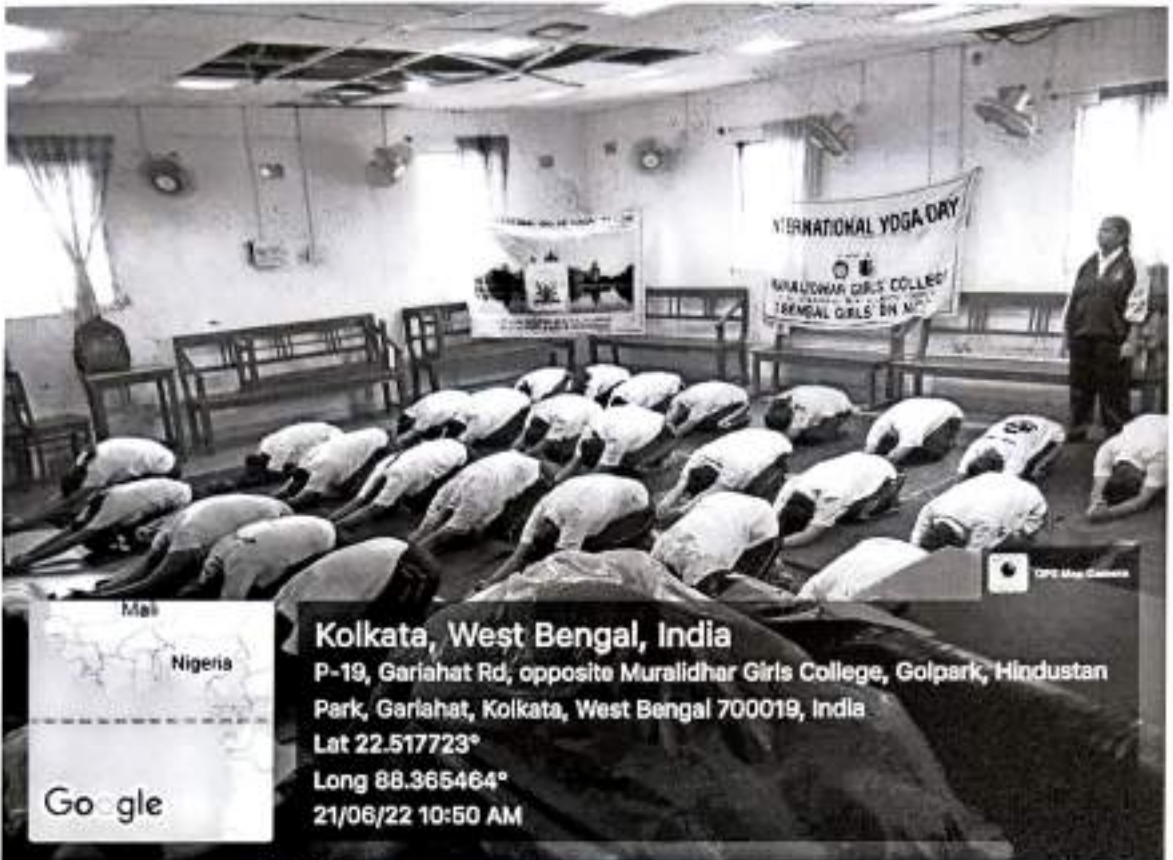 INTERNATIONAL YOGA DAY
MURALIDHAR GIRLS' COLLEGE
BENGAL GIRLS' BN NCC
GPS Map Camera
Mali
Nigeria
Google
Kolkata, West Bengal, India
P-19, Gariahat Rd, opposite Muralidhar Girls College, Golpark, Hindustan
Park, Gariahat, Kolkata, West Bengal 700019, India
Lat 22.517723°
Long 88.365464°
21/06/22 10:50 AM